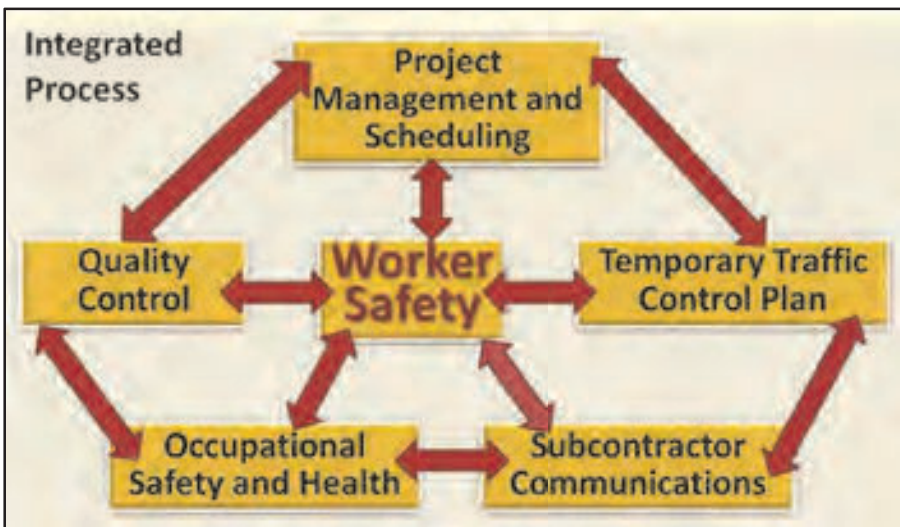 Integrated
Process
Project
Management and
Scheduling
Quality
Control
Worker
Safety
Temporary Traffic
Control Plan
Occupational
Safety and Health
Subcontractor
Communications